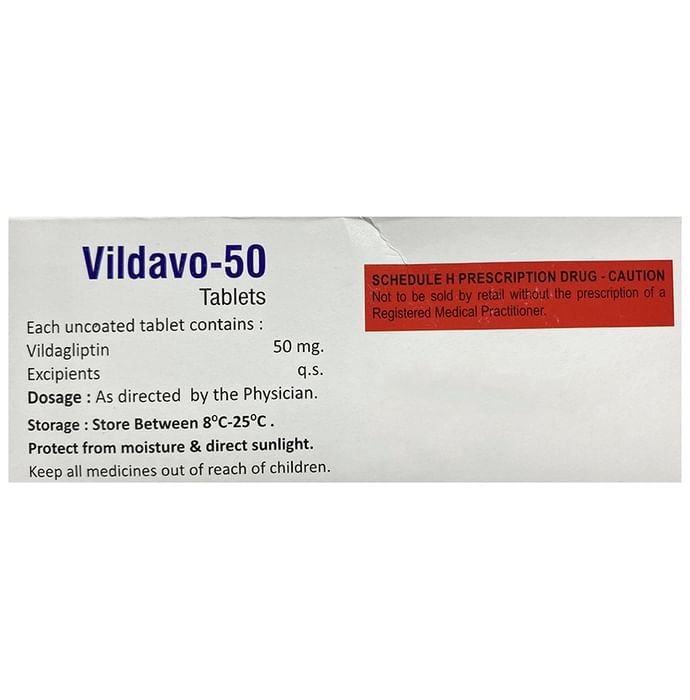 Vildavo-50
Tablets
Each uncoated tablet contains :
Vildagliptin 50 mg.
Excipients q.s.
Dosage : As directed by the Physician.
Storage : Store Between 8°C-25°C .
Protect from moisture & direct sunlight.
Keep all medicines out of reach of children.
SCHEDULE H PRESCRIPTION DRUG - CAUTION
Not to be sold by retail without the prescription of a
Registered Medical Practitioner.